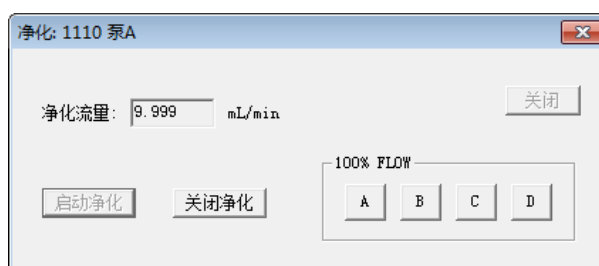 净化: 1110 泵A
关闭
净化流量: 9.999 mL/min
100% FLOW
启动净化 关闭净化 A B C D